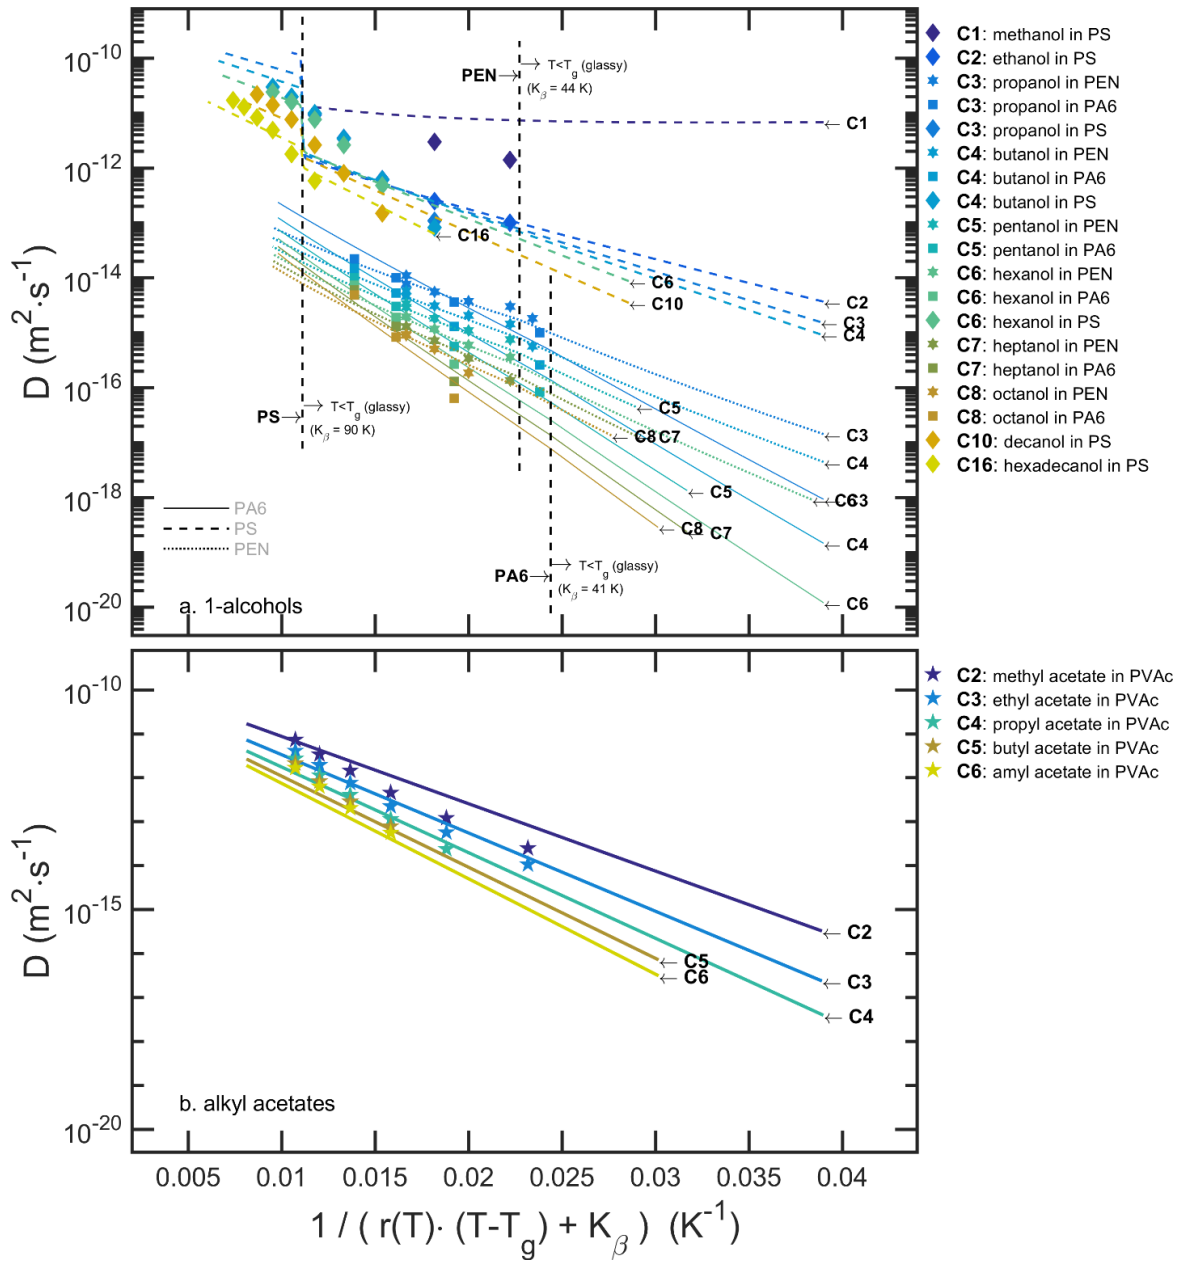 D (m²·s⁻¹)
10⁻¹⁰
10⁻¹²
10⁻¹⁴
10⁻¹⁶
10⁻¹⁸
10⁻²⁰
PEN→
→ T<Tg (glassy)
(Kβ = 44 K)
← C1
← C16
← C6
← C10
← C2
← C3
← C4
PS→
→ T<Tg (glassy)
(Kβ = 90 K)
← C5
← C8
C7
← C3
← C4
← C5
← C6
← C3
← C8
← C7
← C4
← C6
PA6→
→ T<Tg (glassy)
(Kβ = 41 K)
PA6
PS
PEN
a. 1-alcohols
C1: methanol in PS
C2: ethanol in PS
C3: propanol in PEN
C3: propanol in PA6
C3: propanol in PS
C4: butanol in PEN
C4: butanol in PA6
C4: butanol in PS
C5: pentanol in PEN
C5: pentanol in PA6
C6: hexanol in PEN
C6: hexanol in PA6
C6: hexanol in PS
C7: heptanol in PEN
C7: heptanol in PA6
C8: octanol in PEN
C8: octanol in PA6
C10: decanol in PS
C16: hexadecanol in PS
D (m²·s⁻¹)
10⁻¹⁰
10⁻¹⁵
10⁻²⁰
← C2
← C5
← C6
← C3
← C4
b. alkyl acetates
C2: methyl acetate in PVAc
C3: ethyl acetate in PVAc
C4: propyl acetate in PVAc
C5: butyl acetate in PVAc
C6: amyl acetate in PVAc
0.005 0.01 0.015 0.02 0.025 0.03 0.035 0.04
1 / ( r(T)· (T-Tg) + Kβ ) (K⁻¹)